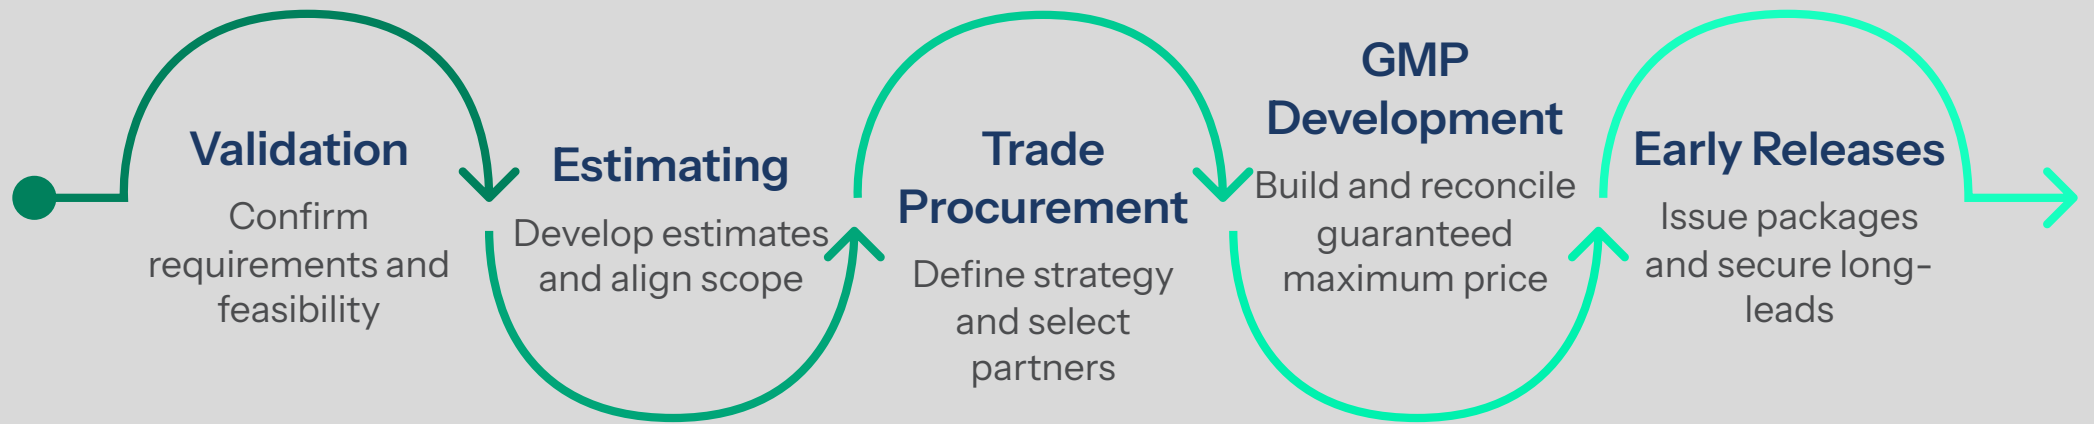 Validation
Confirm
requirements and
feasibility
Estimating
Develop estimates
and align scope
Trade
Procurement
Define strategy
and select
partners
GMP
Development
Build and reconcile
guaranteed
maximum price
Early Releases
Issue packages
and secure long-
leads